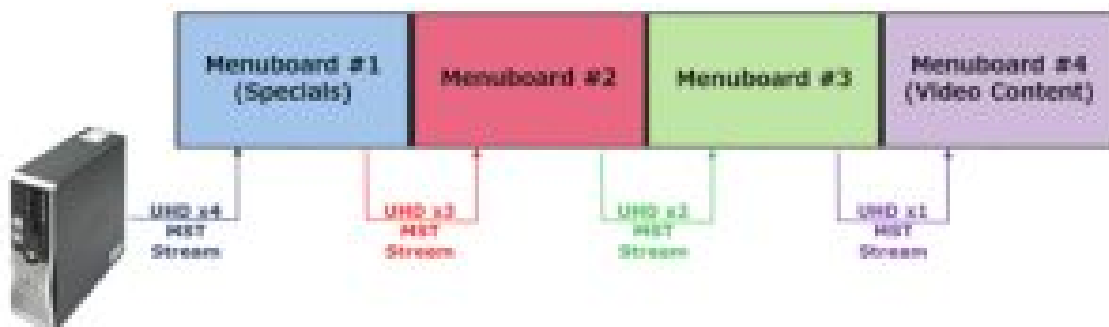 Menuboard #1
(Specials)
Menuboard #2
Menuboard #3
Menuboard #4
(Video Content)
UHD x4
MST
Stream
UHD x3
MST
Stream
UHD x2
MST
Stream
UHD x1
MST
Stream